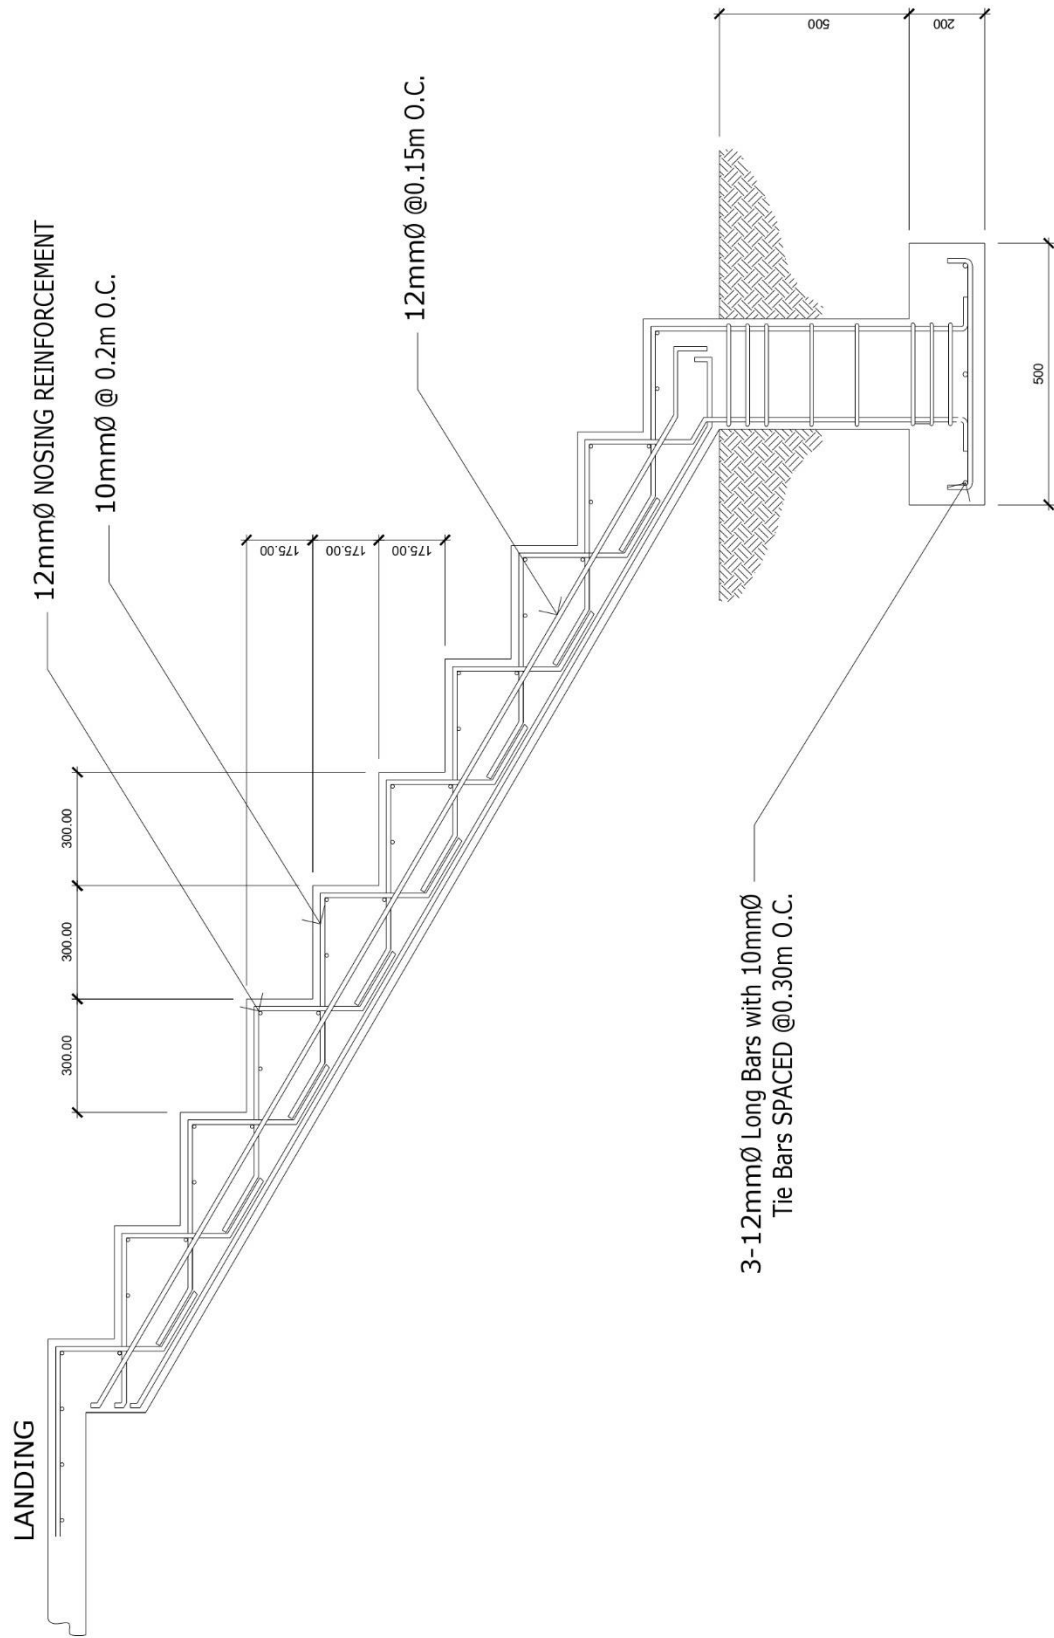 LANDING
12mmØ NOSING REINFORCEMENT
10mmØ @ 0.2m O.C.
12mmØ @0.15m O.C.
300.00
300.00
300.00
175.00
175.00
175.00
500
200
500
3-12mmØ Long Bars with 10mmØ
Tie Bars SPACED @0.30m O.C.